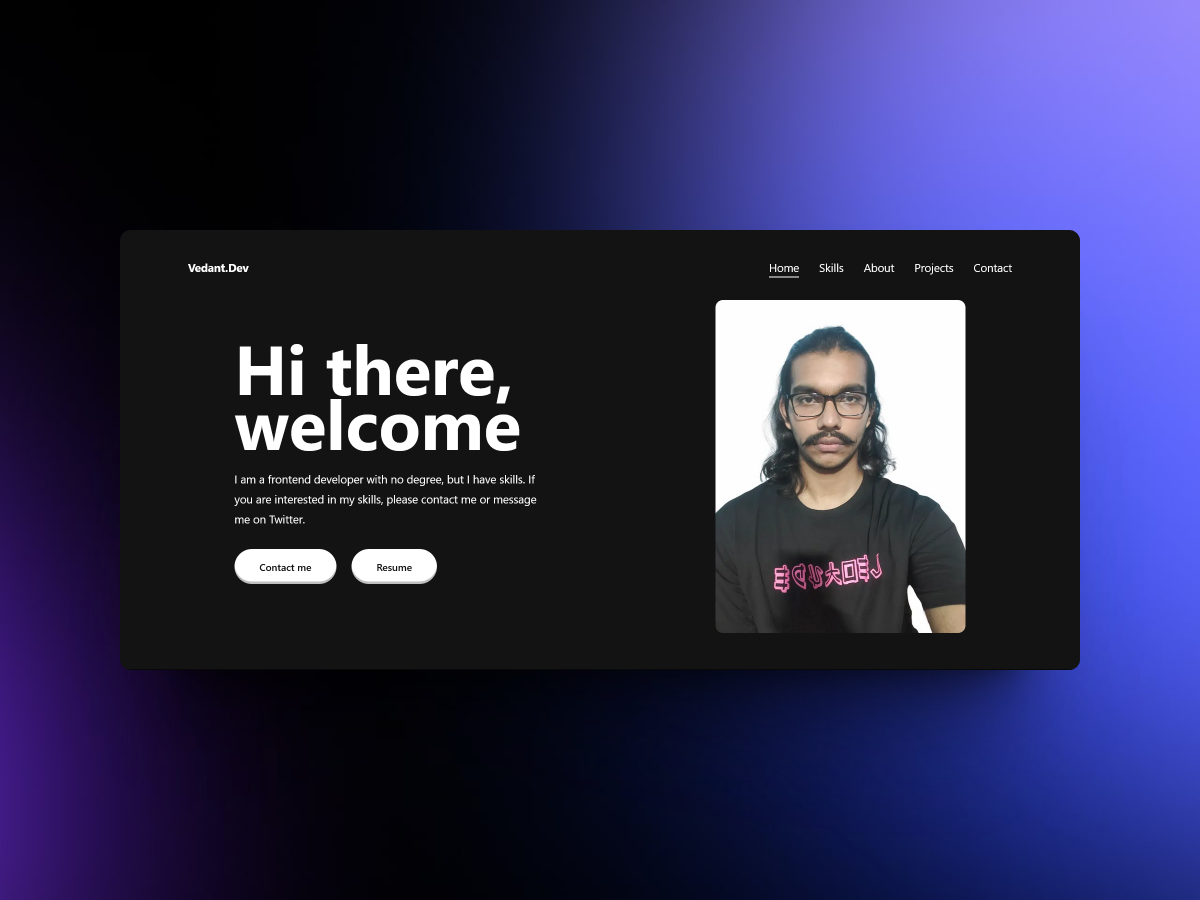 Vedant.Dev
Home Skills About Projects Contact
Hi there,
welcome
I am a frontend developer with no degree, but I have skills. If
you are interested in my skills, please contact me or message
me on Twitter.
Contact me Resume